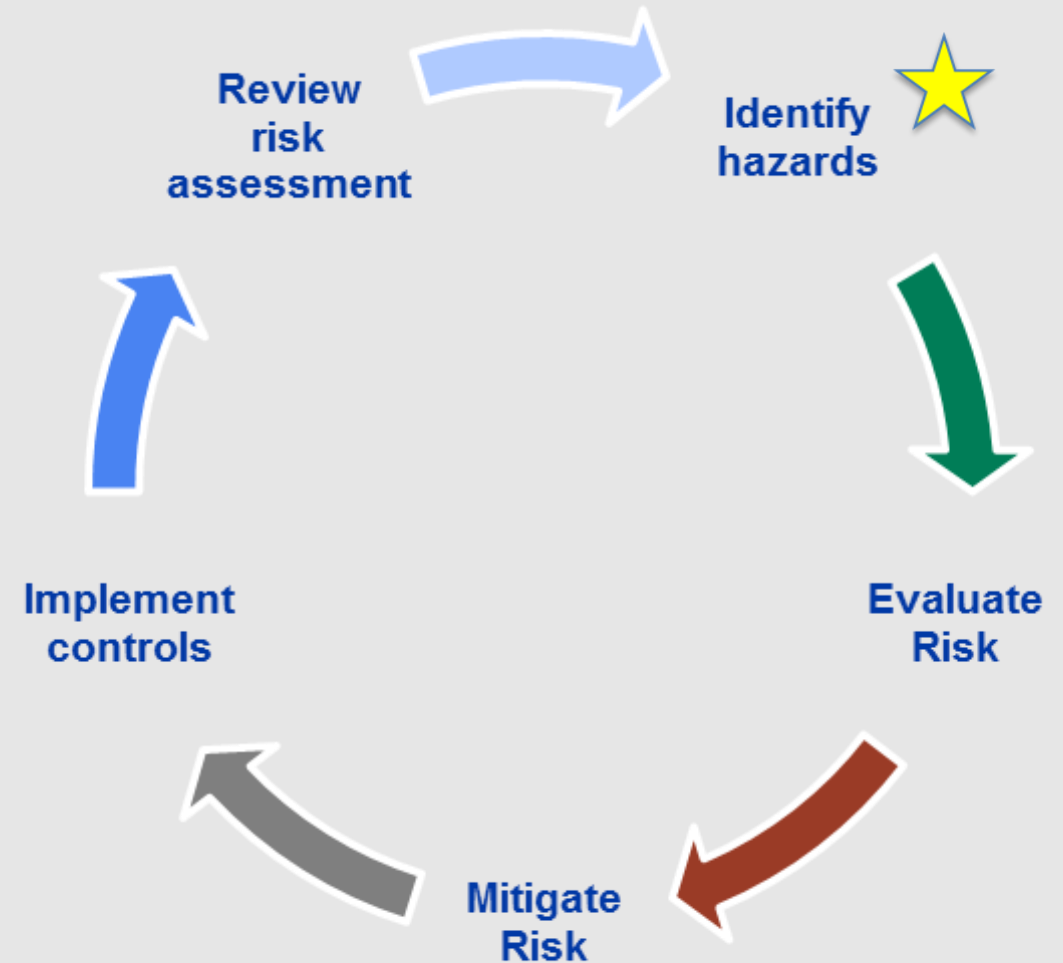 Review
risk
assessment
Identify
hazards
Evaluate
Risk
Mitigate
Risk
Implement
controls